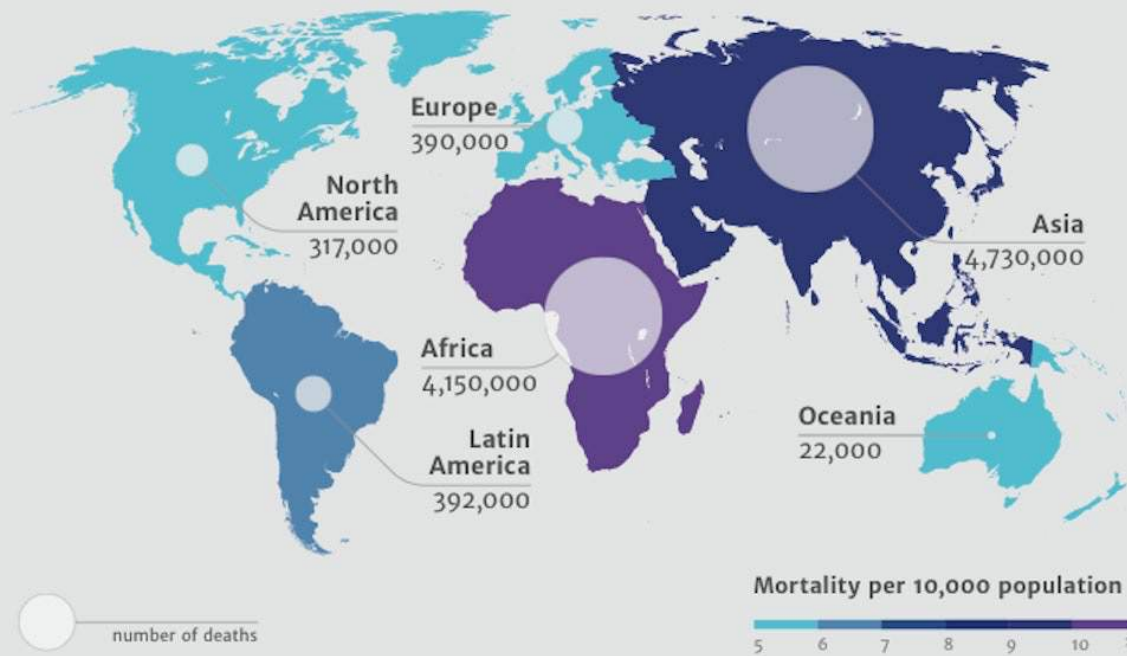 Europe
390,000
North
America
317,000
Asia
4,730,000
Africa
4,150,000
Oceania
22,000
Latin
America
392,000
Mortality per 10,000 population
number of deaths
5 6 7 8 9 10